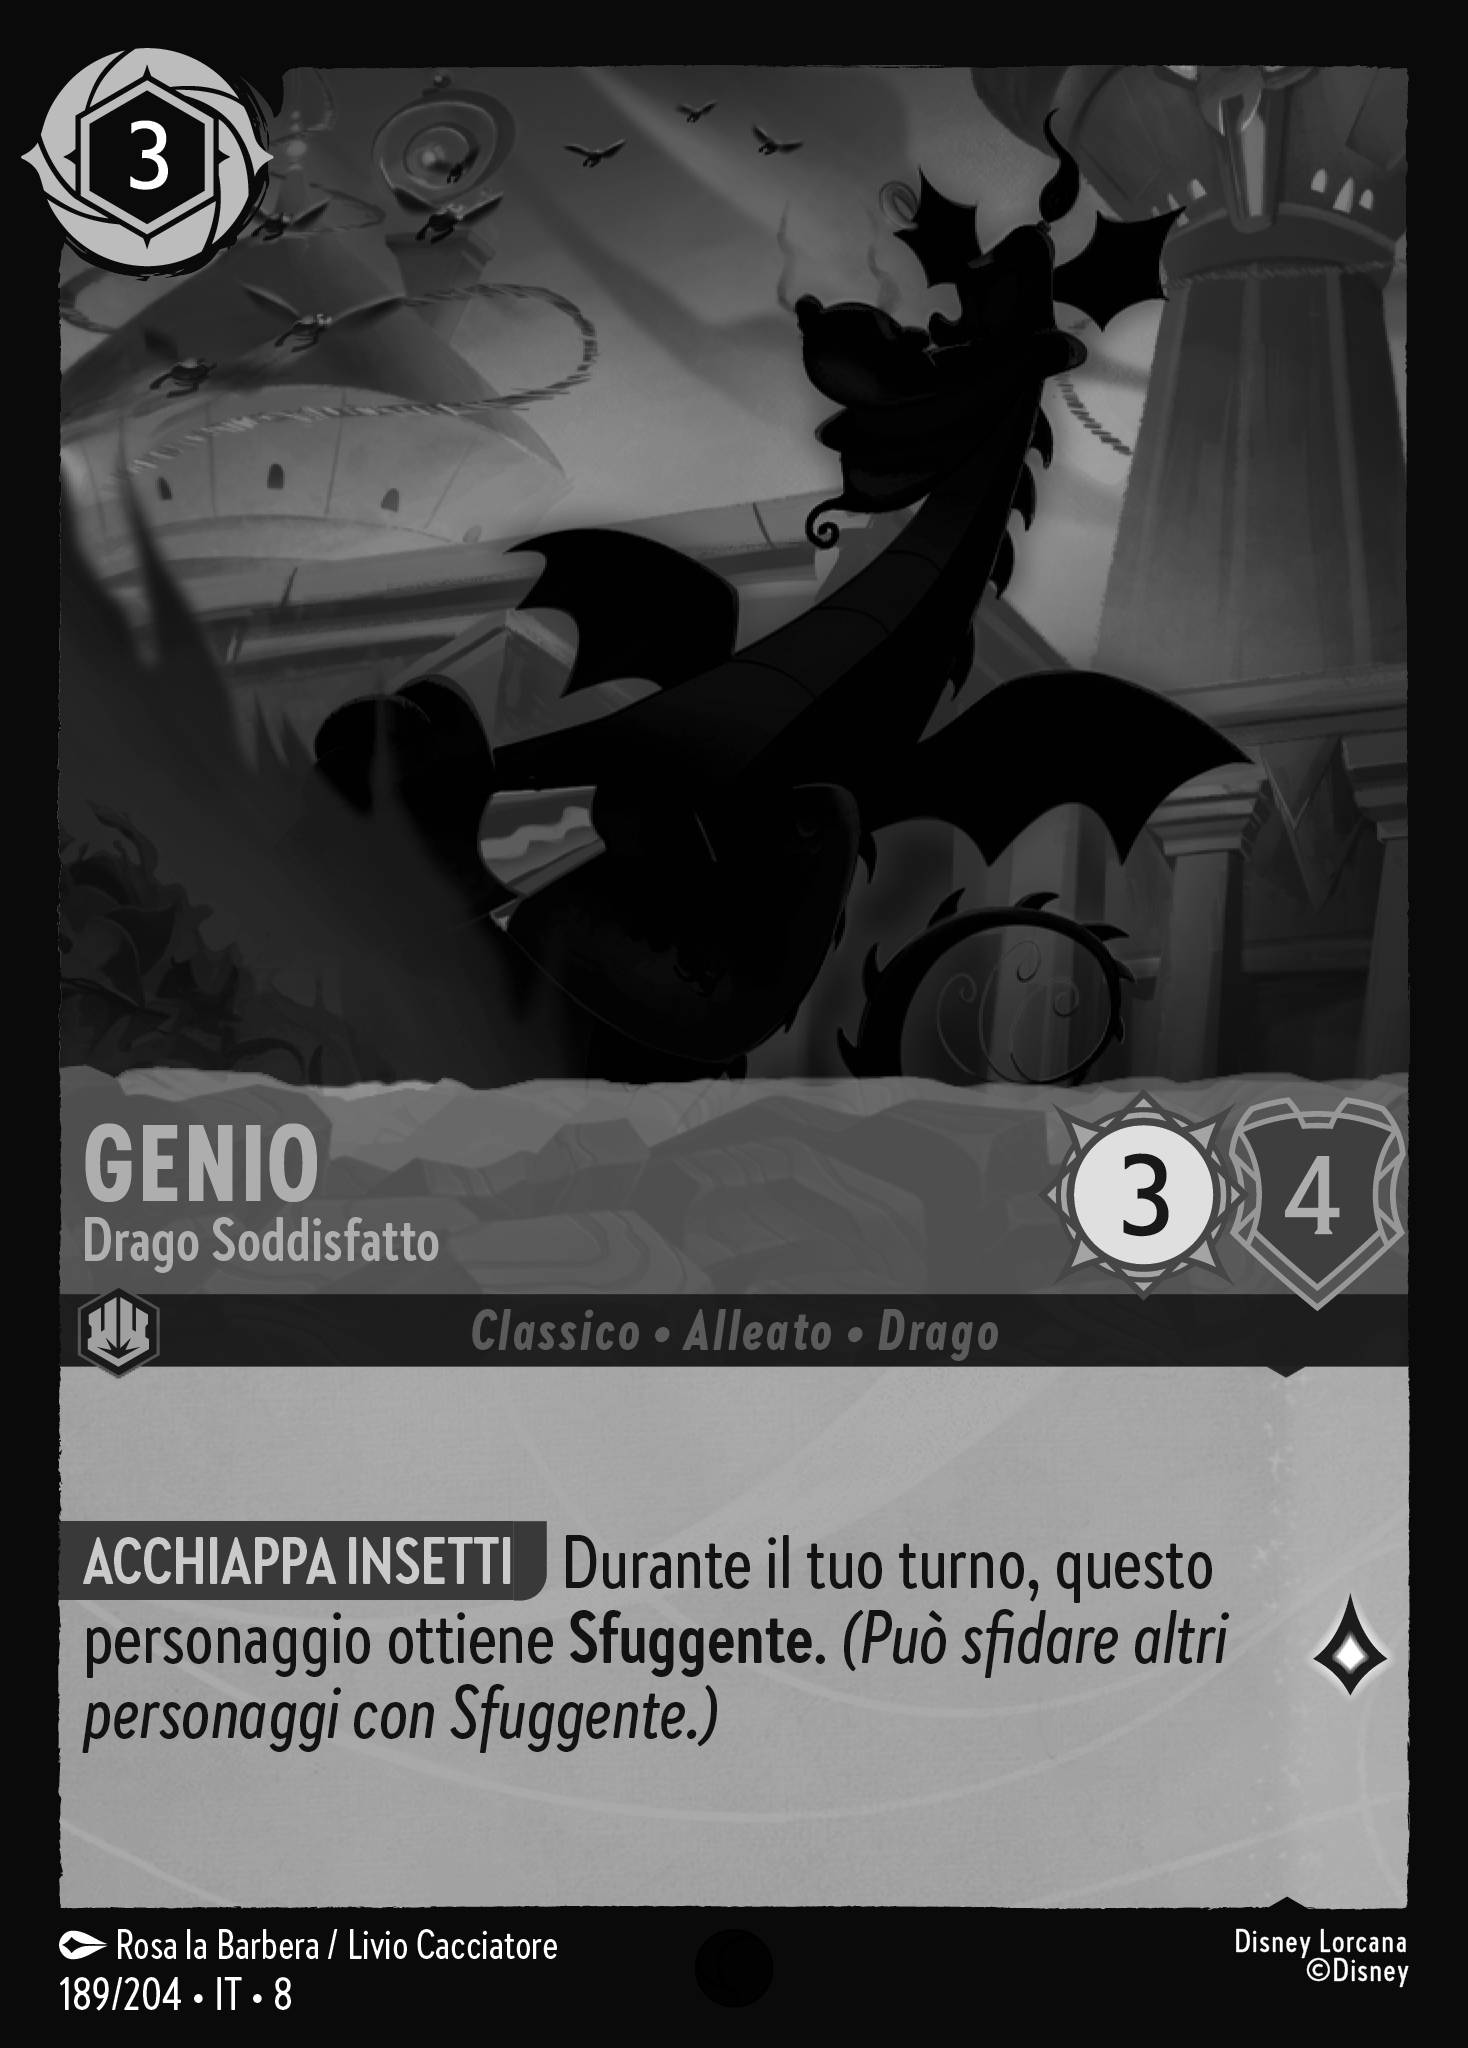 3
GENIO
Drago Soddisfatto
3 4
Classico • Alleato • Drago
ACCHIAPPA INSETTI Durante il tuo turno, questo
personaggio ottiene Sfuggente. (Può sfidare altri
personaggi con Sfuggente.)
Rosa la Barbera / Livio Cacciatore
189/204 • IT • 8
Disney Lorcana
©Disney